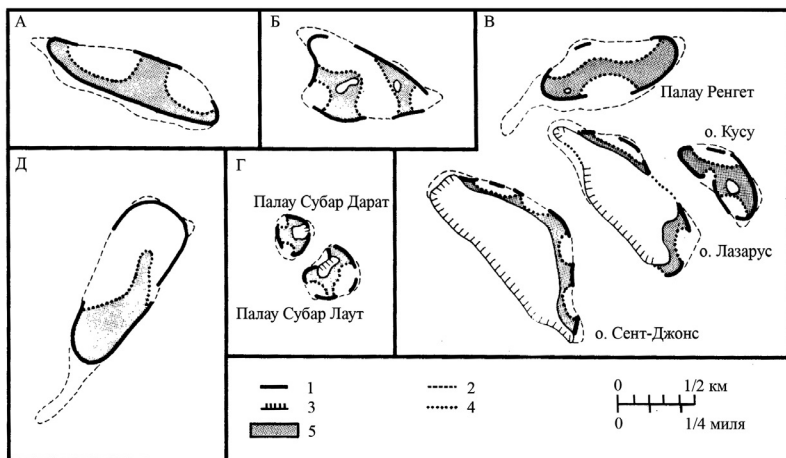 А
Б
В
Палау Ренгет
о. Кусу
о. Лазарус
о. Сент-Джонс
Д
Г
Палау Субар Дарат
Палау Субар Лаут
1 2
3 4
5
0 1/2 км
0 1/4 миля